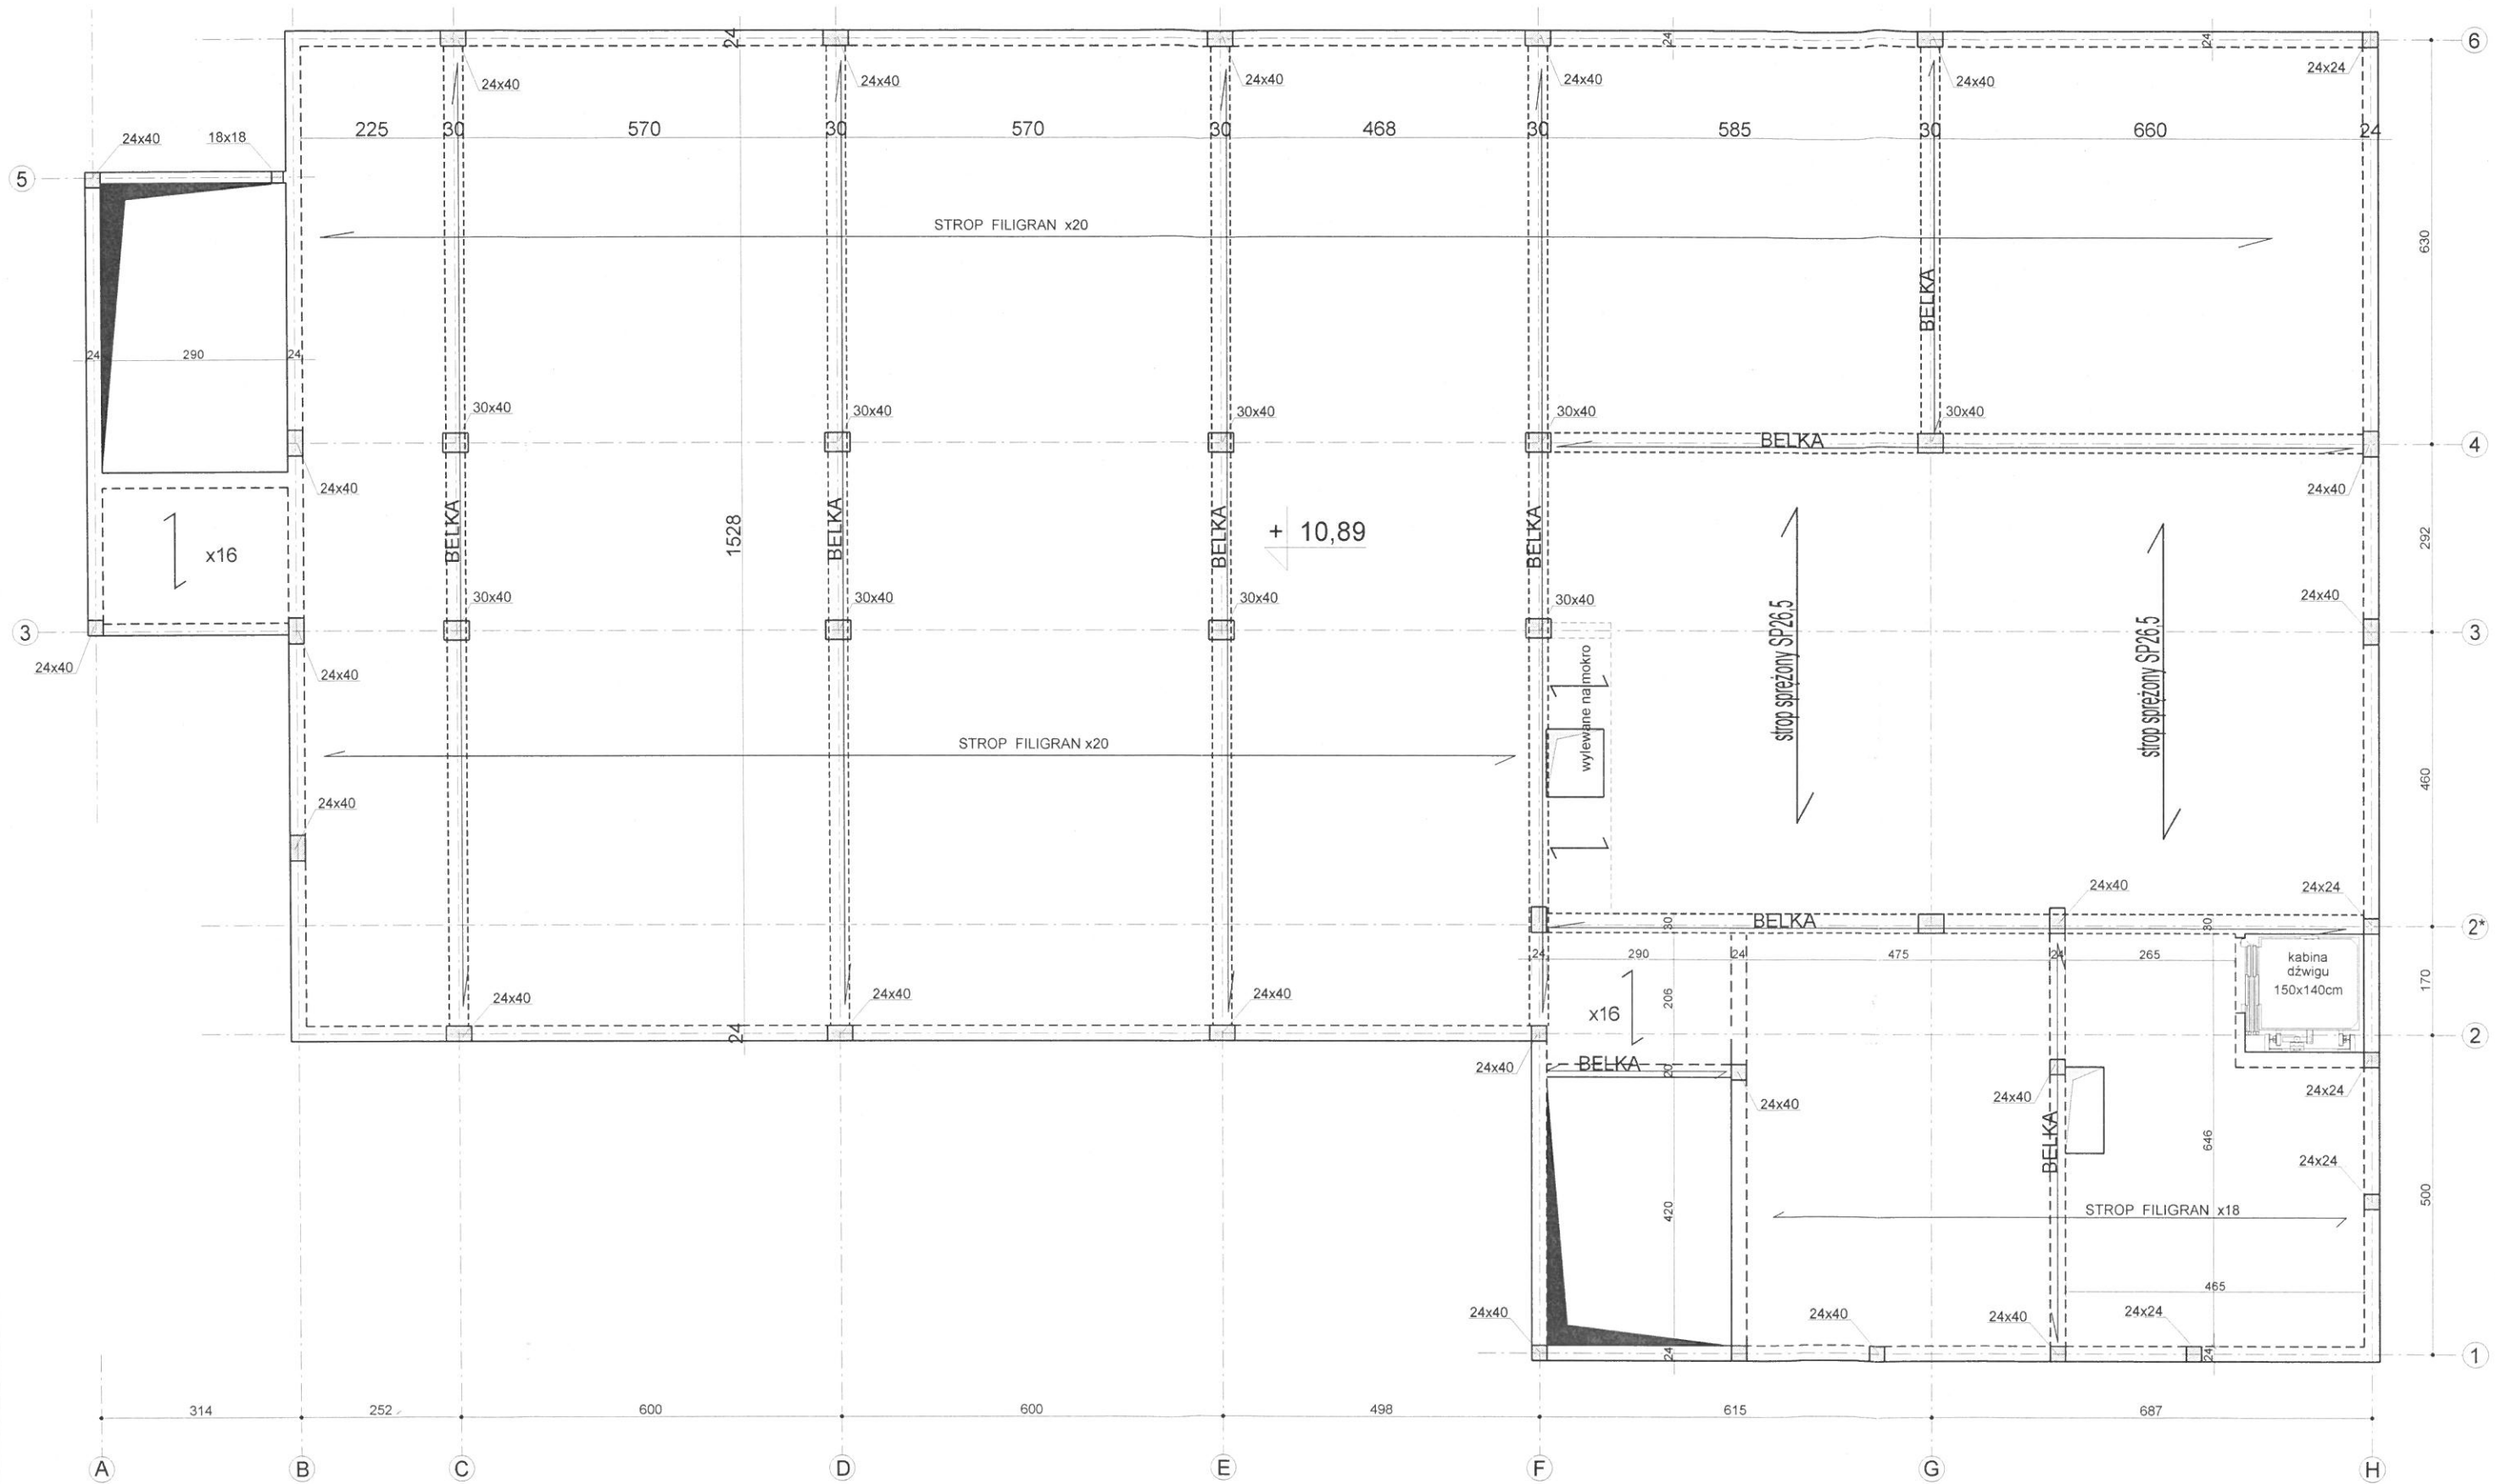 24
24
24
6
24x40
24x40
24x40
24x40
24x40
24x24
225
30
570
30
570
30
468
30
585
30
660
24
24x40
18x18
5
STROP FILIGRAN x20
630
BELKA
24
290
24
30x40
30x40
30x40
30x40
30x40
BELKA
4
24x40
24x40
BELKA
BELKA
BELKA
BELKA
1528
+ 10,89
x16
292
30x40
30x40
30x40
30x40
24x40
3
3
24x40
24x40
wylewane na mokro
strop sprężony SP26,5
strop sprężony SP26,5
STROP FILIGRAN x20
460
24x40
24x40
24x24
BELKA
30
30
2*
24
290
24
475
24
265
kabina
dźwigu
150x140cm
170
24x40
24x40
24x40
206
x16
24
2
24x40
BELKA
20
24x40
24x40
24x24
BELKA
646
24x24
500
420
STROP FILIGRAN x18
465
24x40
24x40
24x40
24x24
24
24
1
314
252
600
600
498
615
687
A
B
C
D
E
F
G
H